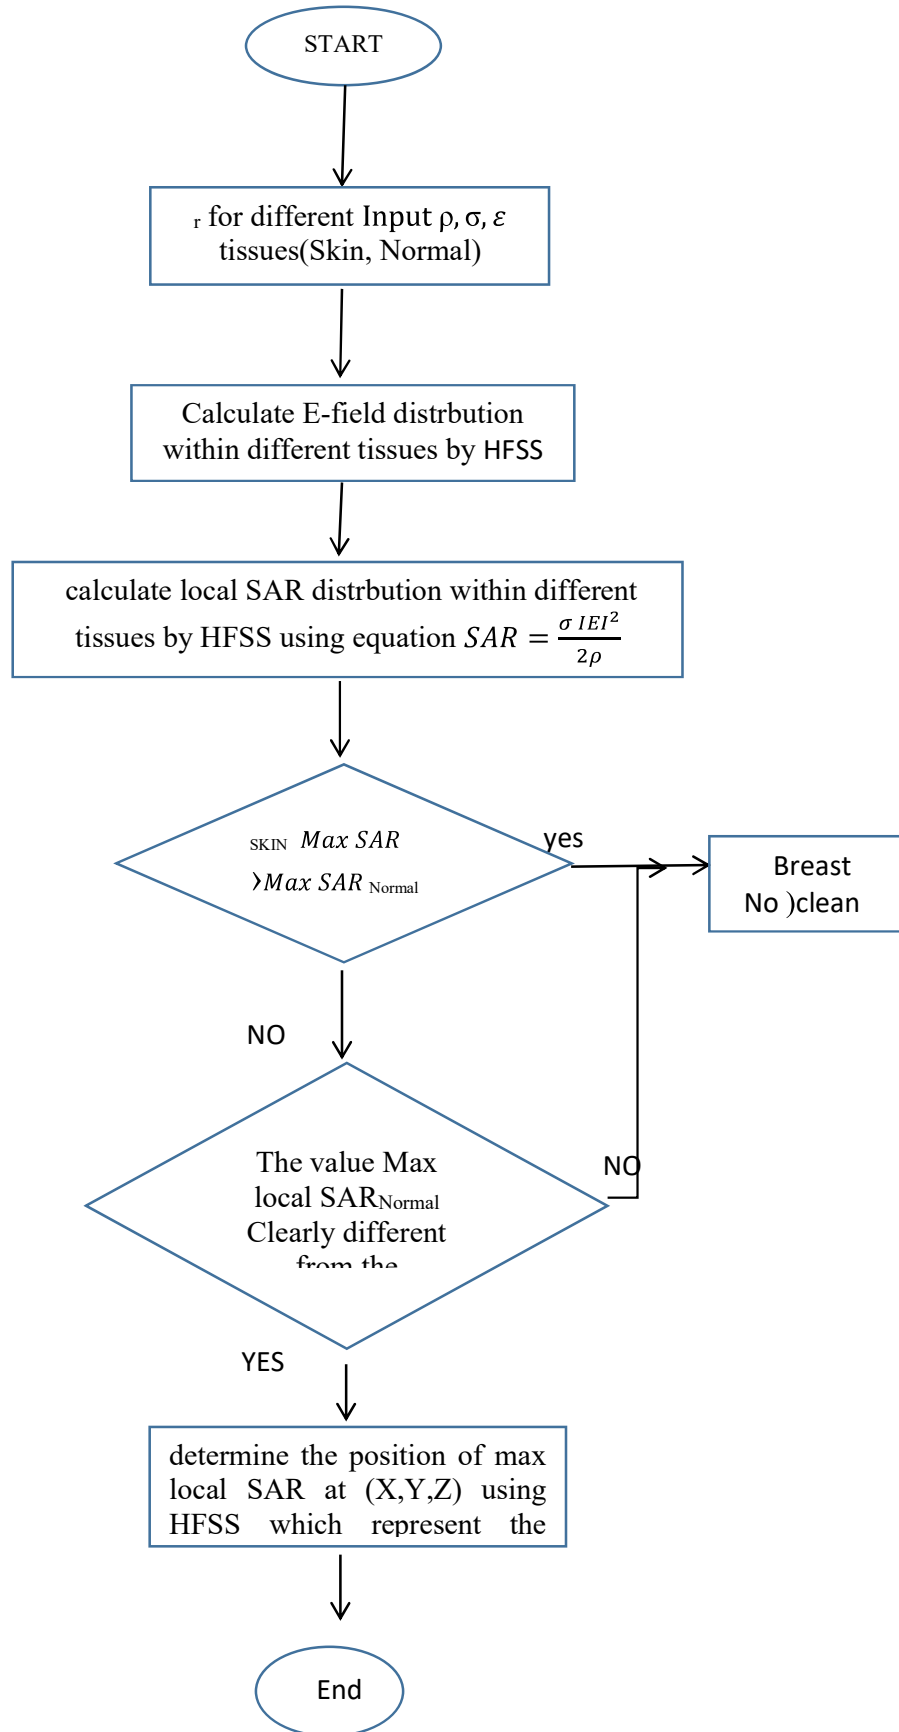 START
r for different Input ρ, σ, ε
tissues(Skin, Normal)
Calculate E-field distrbution
within different tissues by HFSS
calculate local SAR distrbution within different
tissues by HFSS using equation SAR = σ IEI² / 2ρ
SKIN Max SAR
>Max SAR Normal
yes
Breast
No )clean
NO
The value Max
local SARNormal
Clearly different
from the
NO
YES
determine the position of max
local SAR at (X,Y,Z) using
HFSS which represent the
End